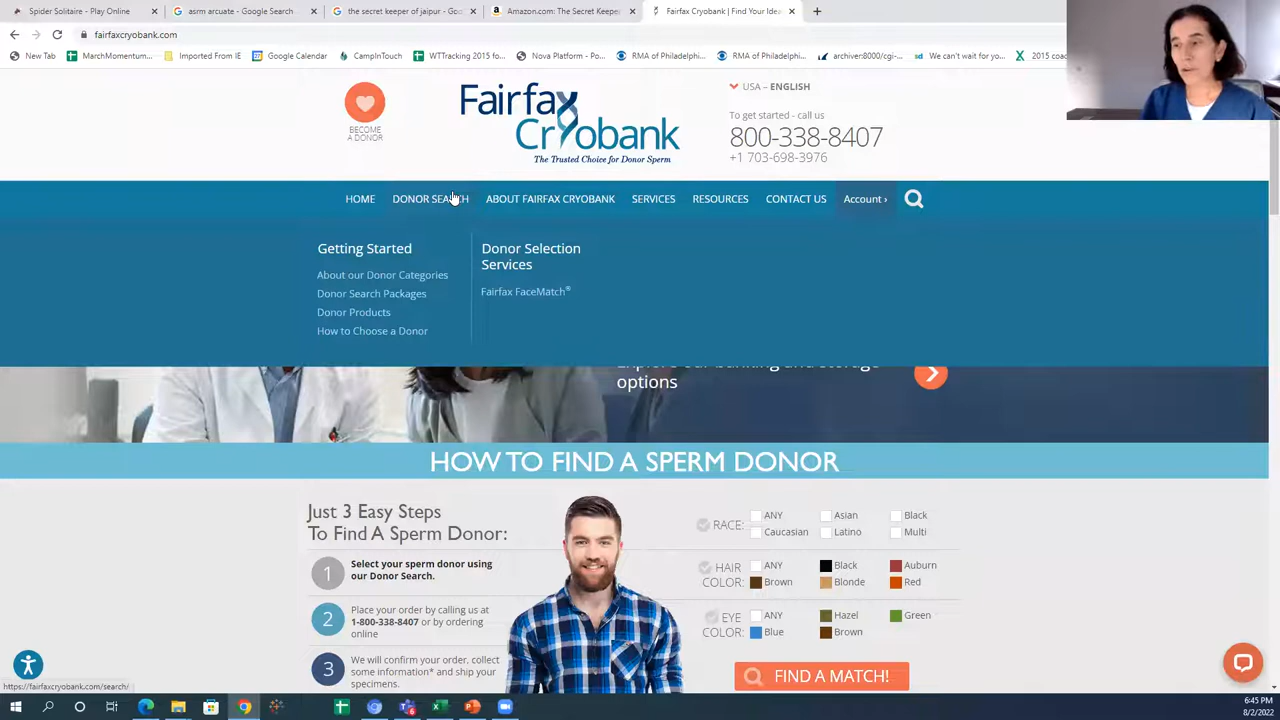 Spider Solitaire - Play Online
asrm arcuate - Google Search
the secret keeper of jaipur - Goo
Amazon.com: The Secret Keeper
Fairfax Cryobank | Find Your Idea
fairfaxcryobank.com
New Tab
MarchMomentum...
Imported From IE
Google Calendar
CampInTouch
WTTracking 2015 fo...
Nova Platform - Po...
RMA of Philadelphi...
RMA of Philadelphi...
archiver:8000/cgi-...
We can't wait for yo...
2015 coa
BECOME
A DONOR
Fairfax
Cryobank
The Trusted Choice for Donor Sperm
USA – ENGLISH
To get started - call us
800-338-8407
+1 703-698-3976
HOME
DONOR SEARCH
ABOUT FAIRFAX CRYOBANK
SERVICES
RESOURCES
CONTACT US
Account ›
Getting Started
About our Donor Categories
Donor Search Packages
Donor Products
How to Choose a Donor
Donor Selection
Services
Fairfax FaceMatch®
options
HOW TO FIND A SPERM DONOR
Just 3 Easy Steps
To Find A Sperm Donor:
1 Select your sperm donor using
our Donor Search.
2 Place your order by calling us at
1-800-338-8407 or by ordering
online
3 We will confirm your order, collect
some information* and ship your
specimens.
RACE:
ANY Asian Black
Caucasian Latino Multi
HAIR
COLOR:
ANY Black Auburn
Brown Blonde Red
EYE
COLOR:
ANY Hazel Green
Blue Brown
FIND A MATCH!
https://fairfaxcryobank.com/search/
6:45 PM
8/2/2022